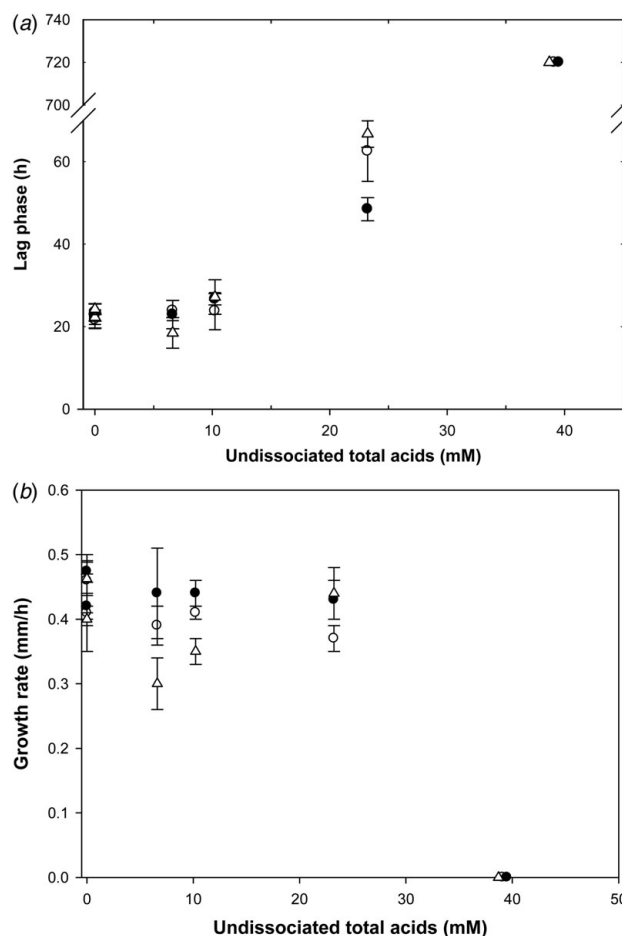 (a)
740
720
700
60
40
20
0
Lag phase (h)
0 10 20 30 40
Undissociated total acids (mM)
(b)
0.6
0.5
0.4
0.3
0.2
0.1
0.0
Growth rate (mm/h)
0 10 20 30 40 50
Undissociated total acids (mM)